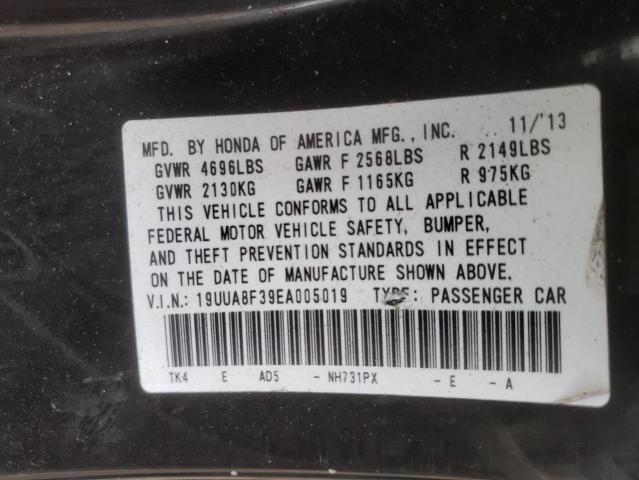 MFD. BY HONDA OF AMERICA MFG., INC. 11/'13
GVWR 4696LBS GAWR F 2568LBS R 2149LBS
GVWR 2130KG GAWR F 1165KG R 975KG
THIS VEHICLE CONFORMS TO ALL APPLICABLE
FEDERAL MOTOR VEHICLE SAFETY, BUMPER,
AND THEFT PREVENTION STANDARDS IN EFFECT
ON THE DATE OF MANUFACTURE SHOWN ABOVE.
V.I.N.: 19UUA8F39EA005019 TYPE: PASSENGER CAR
TK4 E AD5 - NH731PX - E - A